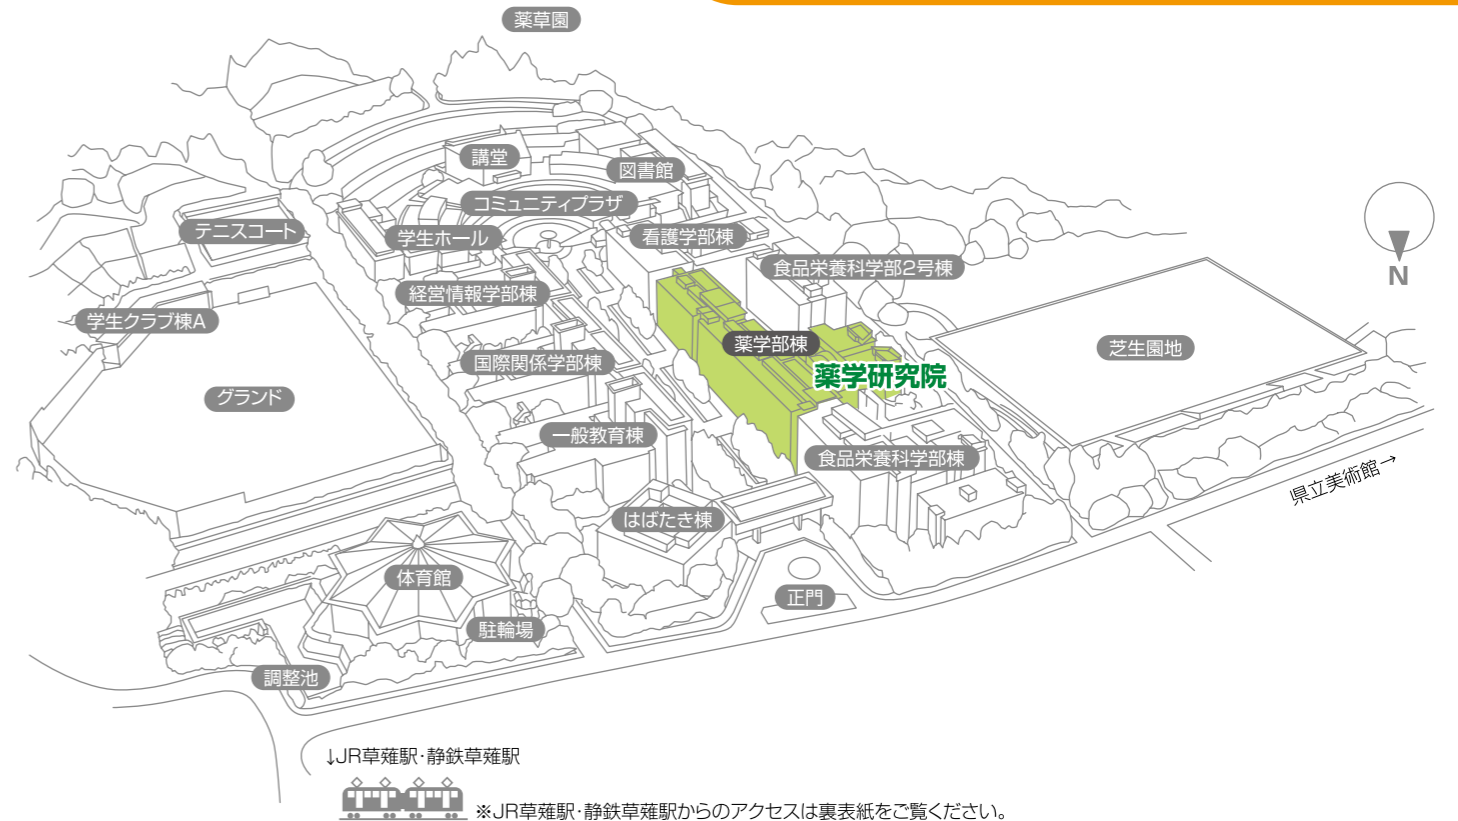 薬草園
講堂
図書館
コミュニティプラザ
テニスコート
学生ホール
看護学部棟
食品栄養科学部2号棟
N
経営情報学部棟
学生クラブ棟A
薬学部棟
芝生園地
国際関係学部棟
薬学研究院
グランド
一般教育棟
食品栄養科学部棟
県立美術館→
はばたき棟
体育館
正門
駐輪場
調整池
↓JR草薙駅・静鉄草薙駅
※JR草薙駅・静鉄草薙駅からのアクセスは裏表紙をご覧ください。